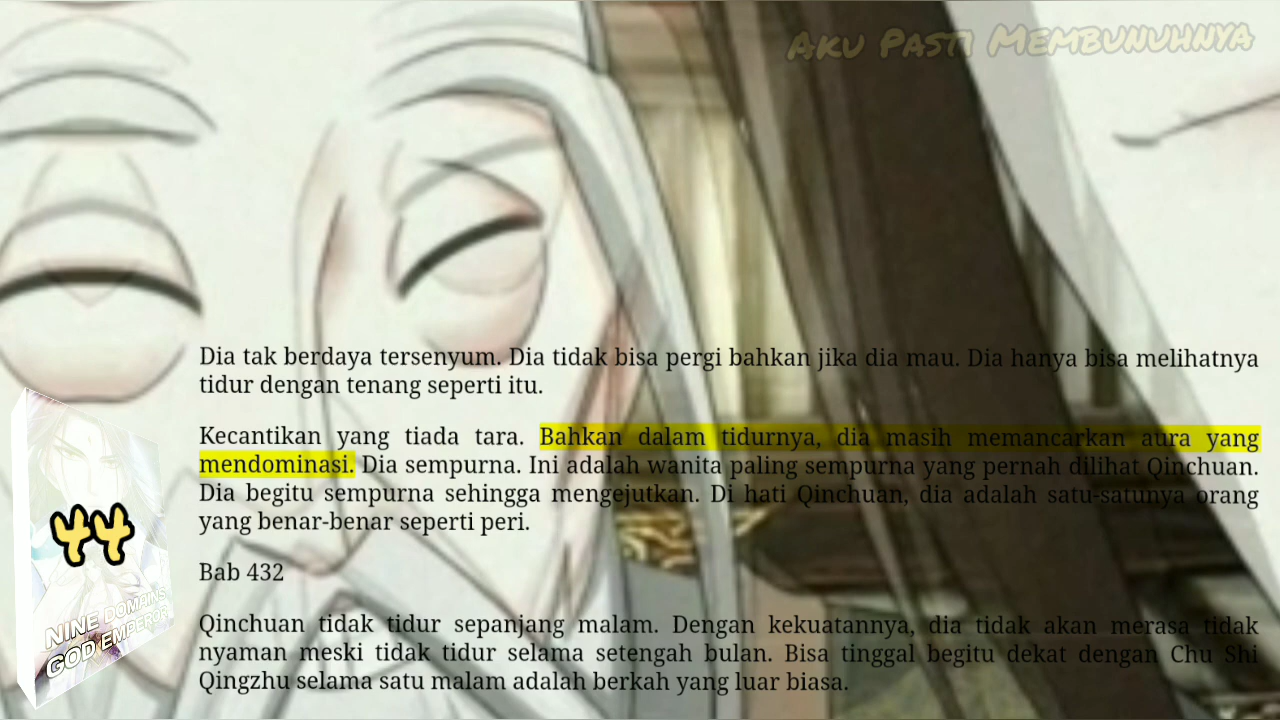 Aku Pasti Membunuhnya
Dia tak berdaya tersenyum. Dia tidak bisa pergi bahkan jika dia mau. Dia hanya bisa melihatnya
tidur dengan tenang seperti itu.
Kecantikan yang tiada tara. Bahkan dalam tidurnya, dia masih memancarkan aura yang
mendominasi. Dia sempurna. Ini adalah wanita paling sempurna yang pernah dilihat Qinchuan.
Dia begitu sempurna sehingga mengejutkan. Di hati Qinchuan, dia adalah satu-satunya orang
yang benar-benar seperti peri.
Bab 432
Qinchuan tidak tidur sepanjang malam. Dengan kekuatannya, dia tidak akan merasa tidak
nyaman meski tidak tidur selama setengah bulan. Bisa tinggal begitu dekat dengan Chu Shi
Qingzhu selama satu malam adalah berkah yang luar biasa.
44
NINE DOMAINS
GOD EMPEROR